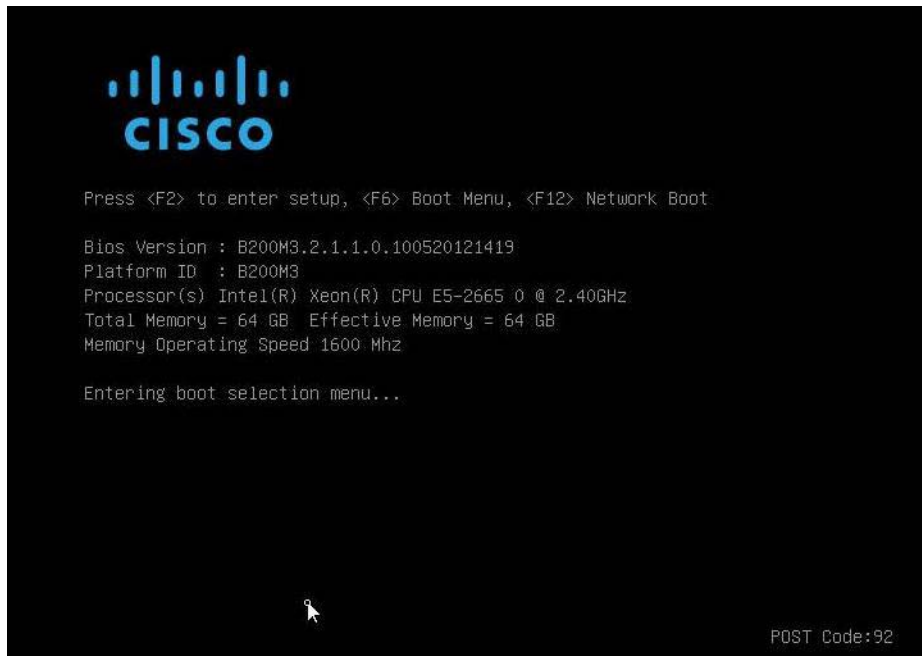 CISCO
Press <F2> to enter setup, <F6> Boot Menu, <F12> Network Boot
Bios Version : B200M3.2.1.1.0.100520121419
Platform ID : B200M3
Processor(s) Intel(R) Xeon(R) CPU E5-2665 0 @ 2.40GHz
Total Memory = 64 GB Effective Memory = 64 GB
Memory Operating Speed 1600 Mhz
Entering boot selection menu...
POST Code:92